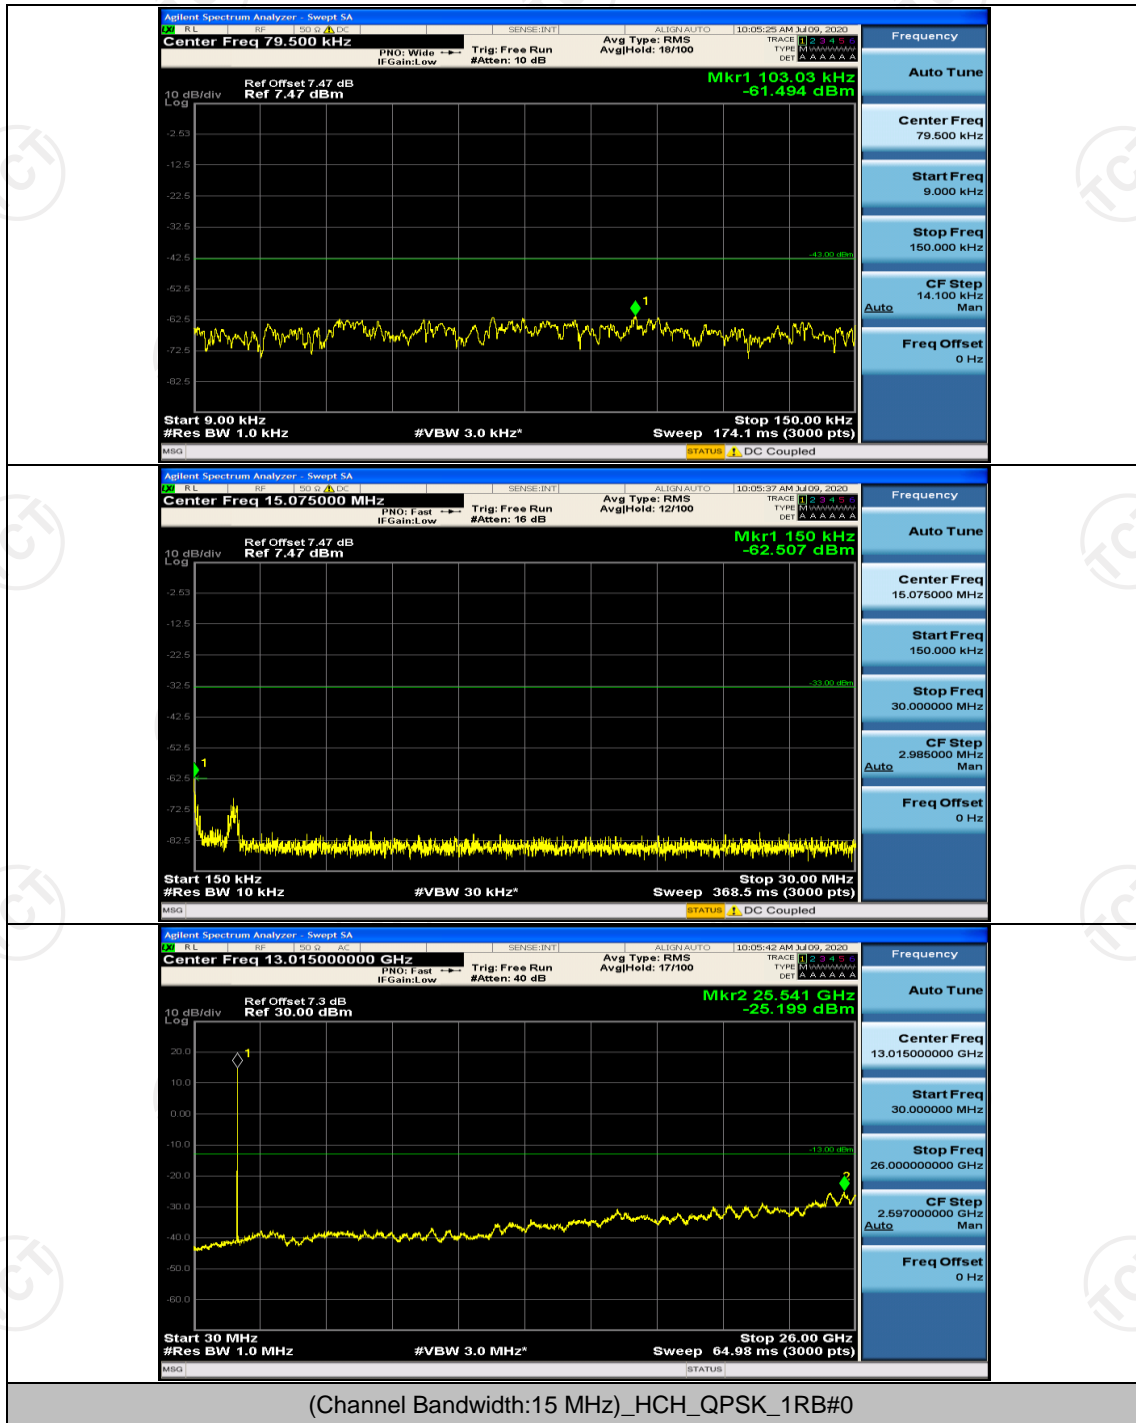 Agilent Spectrum Analyzer - Swept SA
LXI RL RF 50 Ω DC SENSE:INT ALIGN AUTO 10:05:25 AM Jul 09, 2020
Center Freq 79.500 kHz
PNO: Wide
IFGain:Low
Trig: Free Run
#Atten: 10 dB
Avg Type: RMS
Avg|Hold: 18/100
TRACE 1 2 3 4 5 6
TYPE M WWWWW
DET A A A A A A
Ref Offset 7.47 dB
10 dB/div Ref 7.47 dBm
Log
Mkr1 103.03 kHz
-61.494 dBm
-2.53
-12.5
-22.5
-32.5
-42.5
-43.00 dBm
-52.5
1
-62.5
-72.5
-82.5
Start 9.00 kHz Stop 150.00 kHz
#Res BW 1.0 kHz #VBW 3.0 kHz* Sweep 174.1 ms (3000 pts)
MSG STATUS DC Coupled
Frequency
Auto Tune
Center Freq
79.500 kHz
Start Freq
9.000 kHz
Stop Freq
150.000 kHz
CF Step
14.100 kHz
Auto Man
Freq Offset
0 Hz
Agilent Spectrum Analyzer - Swept SA
LXI RL RF 50 Ω DC SENSE:INT ALIGN AUTO 10:05:37 AM Jul 09, 2020
Center Freq 15.075000 MHz
PNO: Fast
IFGain:Low
Trig: Free Run
#Atten: 16 dB
Avg Type: RMS
Avg|Hold: 12/100
TRACE 1 2 3 4 5 6
TYPE M WWWWW
DET A A A A A A
Ref Offset 7.47 dB
10 dB/div Ref 7.47 dBm
Log
Mkr1 150 kHz
-62.507 dBm
-2.53
-12.5
-22.5
-32.5
-33.00 dBm
-42.5
-52.5
1
-62.5
-72.5
-82.5
Start 150 kHz Stop 30.00 MHz
#Res BW 10 kHz #VBW 30 kHz* Sweep 368.5 ms (3000 pts)
MSG STATUS DC Coupled
Frequency
Auto Tune
Center Freq
15.075000 MHz
Start Freq
150.000 kHz
Stop Freq
30.000000 MHz
CF Step
2.985000 MHz
Auto Man
Freq Offset
0 Hz
Agilent Spectrum Analyzer - Swept SA
LXI RL RF 50 Ω AC SENSE:INT ALIGN AUTO 10:05:42 AM Jul 09, 2020
Center Freq 13.015000000 GHz
PNO: Fast
IFGain:Low
Trig: Free Run
#Atten: 40 dB
Avg Type: RMS
Avg|Hold: 17/100
TRACE 1 2 3 4 5 6
TYPE M WWWWW
DET A A A A A A
Ref Offset 7.3 dB
10 dB/div Ref 30.00 dBm
Log
Mkr2 25.541 GHz
-25.199 dBm
20.0
1
10.0
0.00
-10.0
-13.00 dBm
-20.0
2
-30.0
-40.0
-50.0
-60.0
Start 30 MHz Stop 26.00 GHz
#Res BW 1.0 MHz #VBW 3.0 MHz* Sweep 64.98 ms (3000 pts)
MSG STATUS
Frequency
Auto Tune
Center Freq
13.015000000 GHz
Start Freq
30.000000 MHz
Stop Freq
26.000000000 GHz
CF Step
2.597000000 GHz
Auto Man
Freq Offset
0 Hz
(Channel Bandwidth:15 MHz)_HCH_QPSK_1RB#0